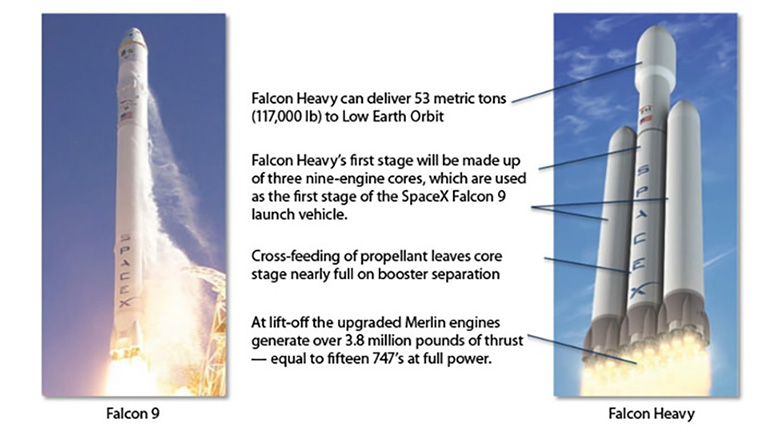 Falcon Heavy can deliver 53 metric tons
(117,000 lb) to Low Earth Orbit
Falcon Heavy's first stage will be made up
of three nine-engine cores, which are used
as the first stage of the SpaceX Falcon 9
launch vehicle.
Cross-feeding of propellant leaves core
stage nearly full on booster separation
At lift-off the upgraded Merlin engines
generate over 3.8 million pounds of thrust
— equal to fifteen 747's at full power.
SPACEX
SPACEX
Falcon 9
Falcon Heavy